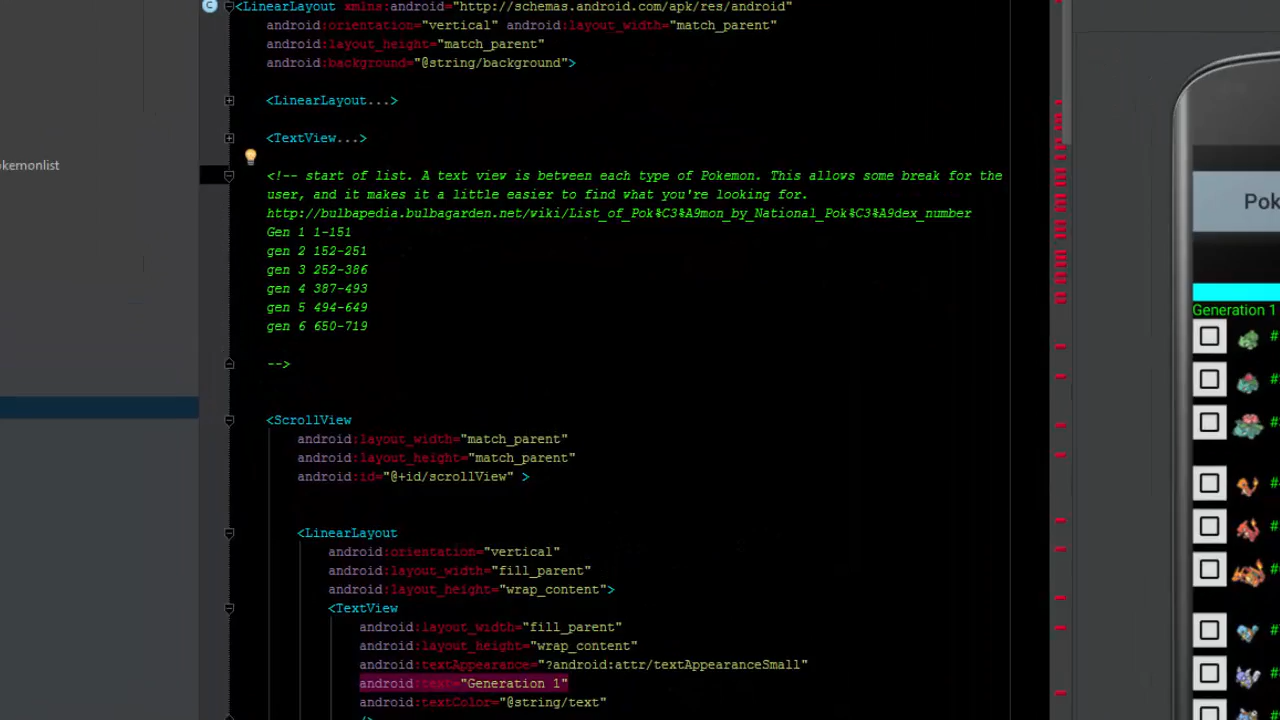 <LinearLayout xmlns:android="http://schemas.android.com/apk/res/android"
android:orientation="vertical" android:layout_width="match_parent"
android:layout_height="match_parent"
android:background="@string/background">
<LinearLayout...>
<TextView...>
okemonlist
<!-- start of list. A text view is between each type of Pokemon. This allows some break for the
user, and it makes it a little easier to find what you're looking for.
http://bulbapedia.bulbagarden.net/wiki/List_of_Pok%C3%A9mon_by_National_Pok%C3%A9dex_number
Gen 1 1-151
gen 2 152-251
gen 3 252-386
gen 4 387-493
gen 5 494-649
gen 6 650-719
-->
<ScrollView
android:layout_width="match_parent"
android:layout_height="match_parent"
android:id="@+id/scrollView" >
<LinearLayout
android:orientation="vertical"
android:layout_width="fill_parent"
android:layout_height="wrap_content">
<TextView
android:layout_width="fill_parent"
android:layout_height="wrap_content"
android:textAppearance="?android:attr/textAppearanceSmall"
android:text="Generation 1"
android:textColor="@string/text"
/>
Pok
Generation 1
#
#
#
#
#
#
#
#